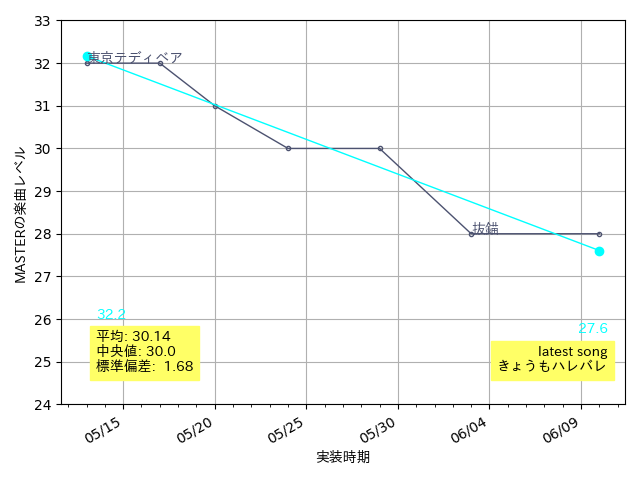 33
32
31
30
29
28
27
26
25
24
MASTERの楽曲レベル
東京テディベア
抜錨
32.2
平均: 30.14
中央値: 30.0
標準偏差: 1.68
27.6
latest song
きょうもハレバレ
05/15
05/20
05/25
05/30
06/04
06/09
実装時期